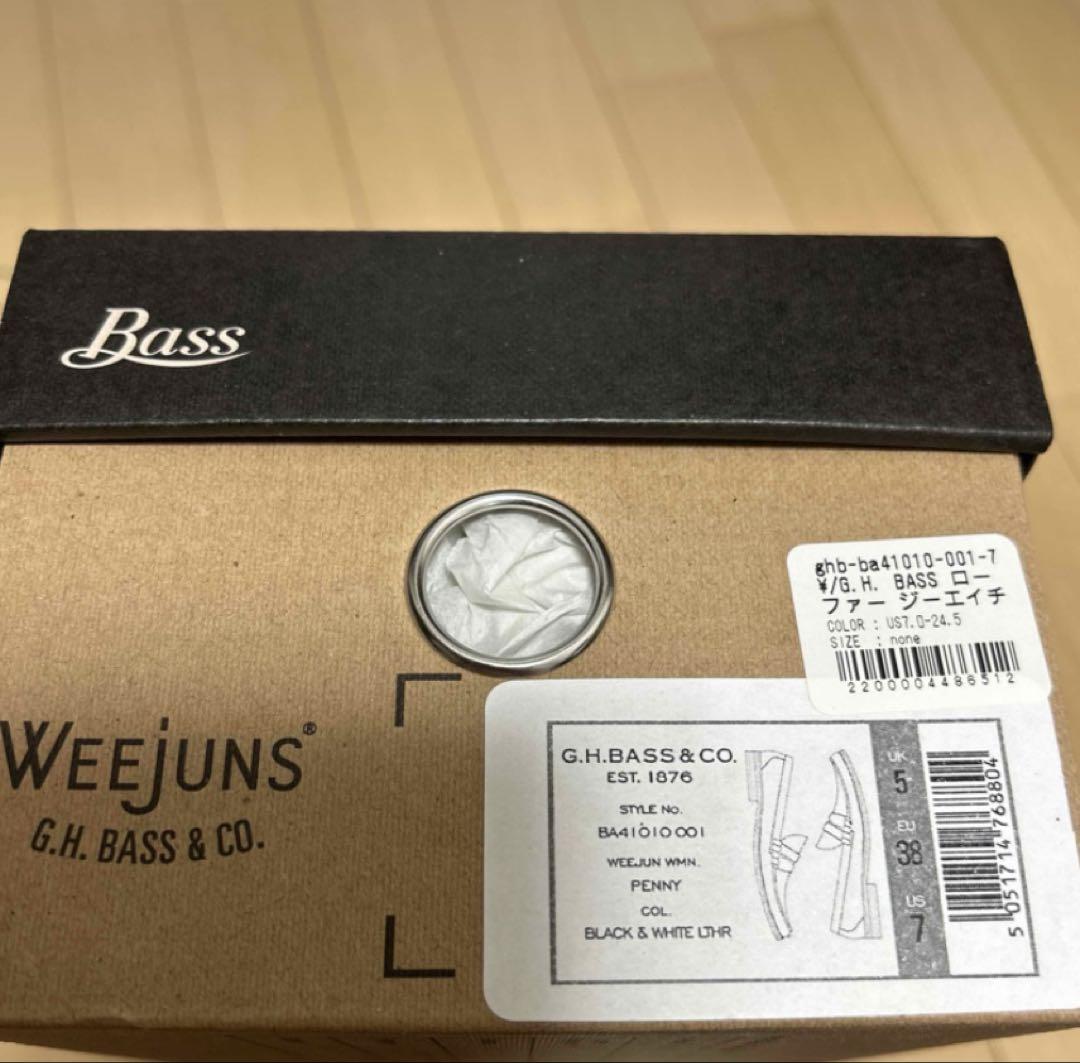 Bass
ghb-ba41010-001-7
¥/G.H. BASS ロー
ファー ジーエイチ
COLOR : US7.0-24.5
SIZE : none
2200004486512
WEEJUNS®
G.H. BASS & CO.
G.H.BASS & CO.
EST. 1876
STYLE No.
BA41010 001
WEEJUN WMN.
PENNY
COL.
BLACK & WHITE LTHR
UK
5
EU
38
US
7
5 051714 768804